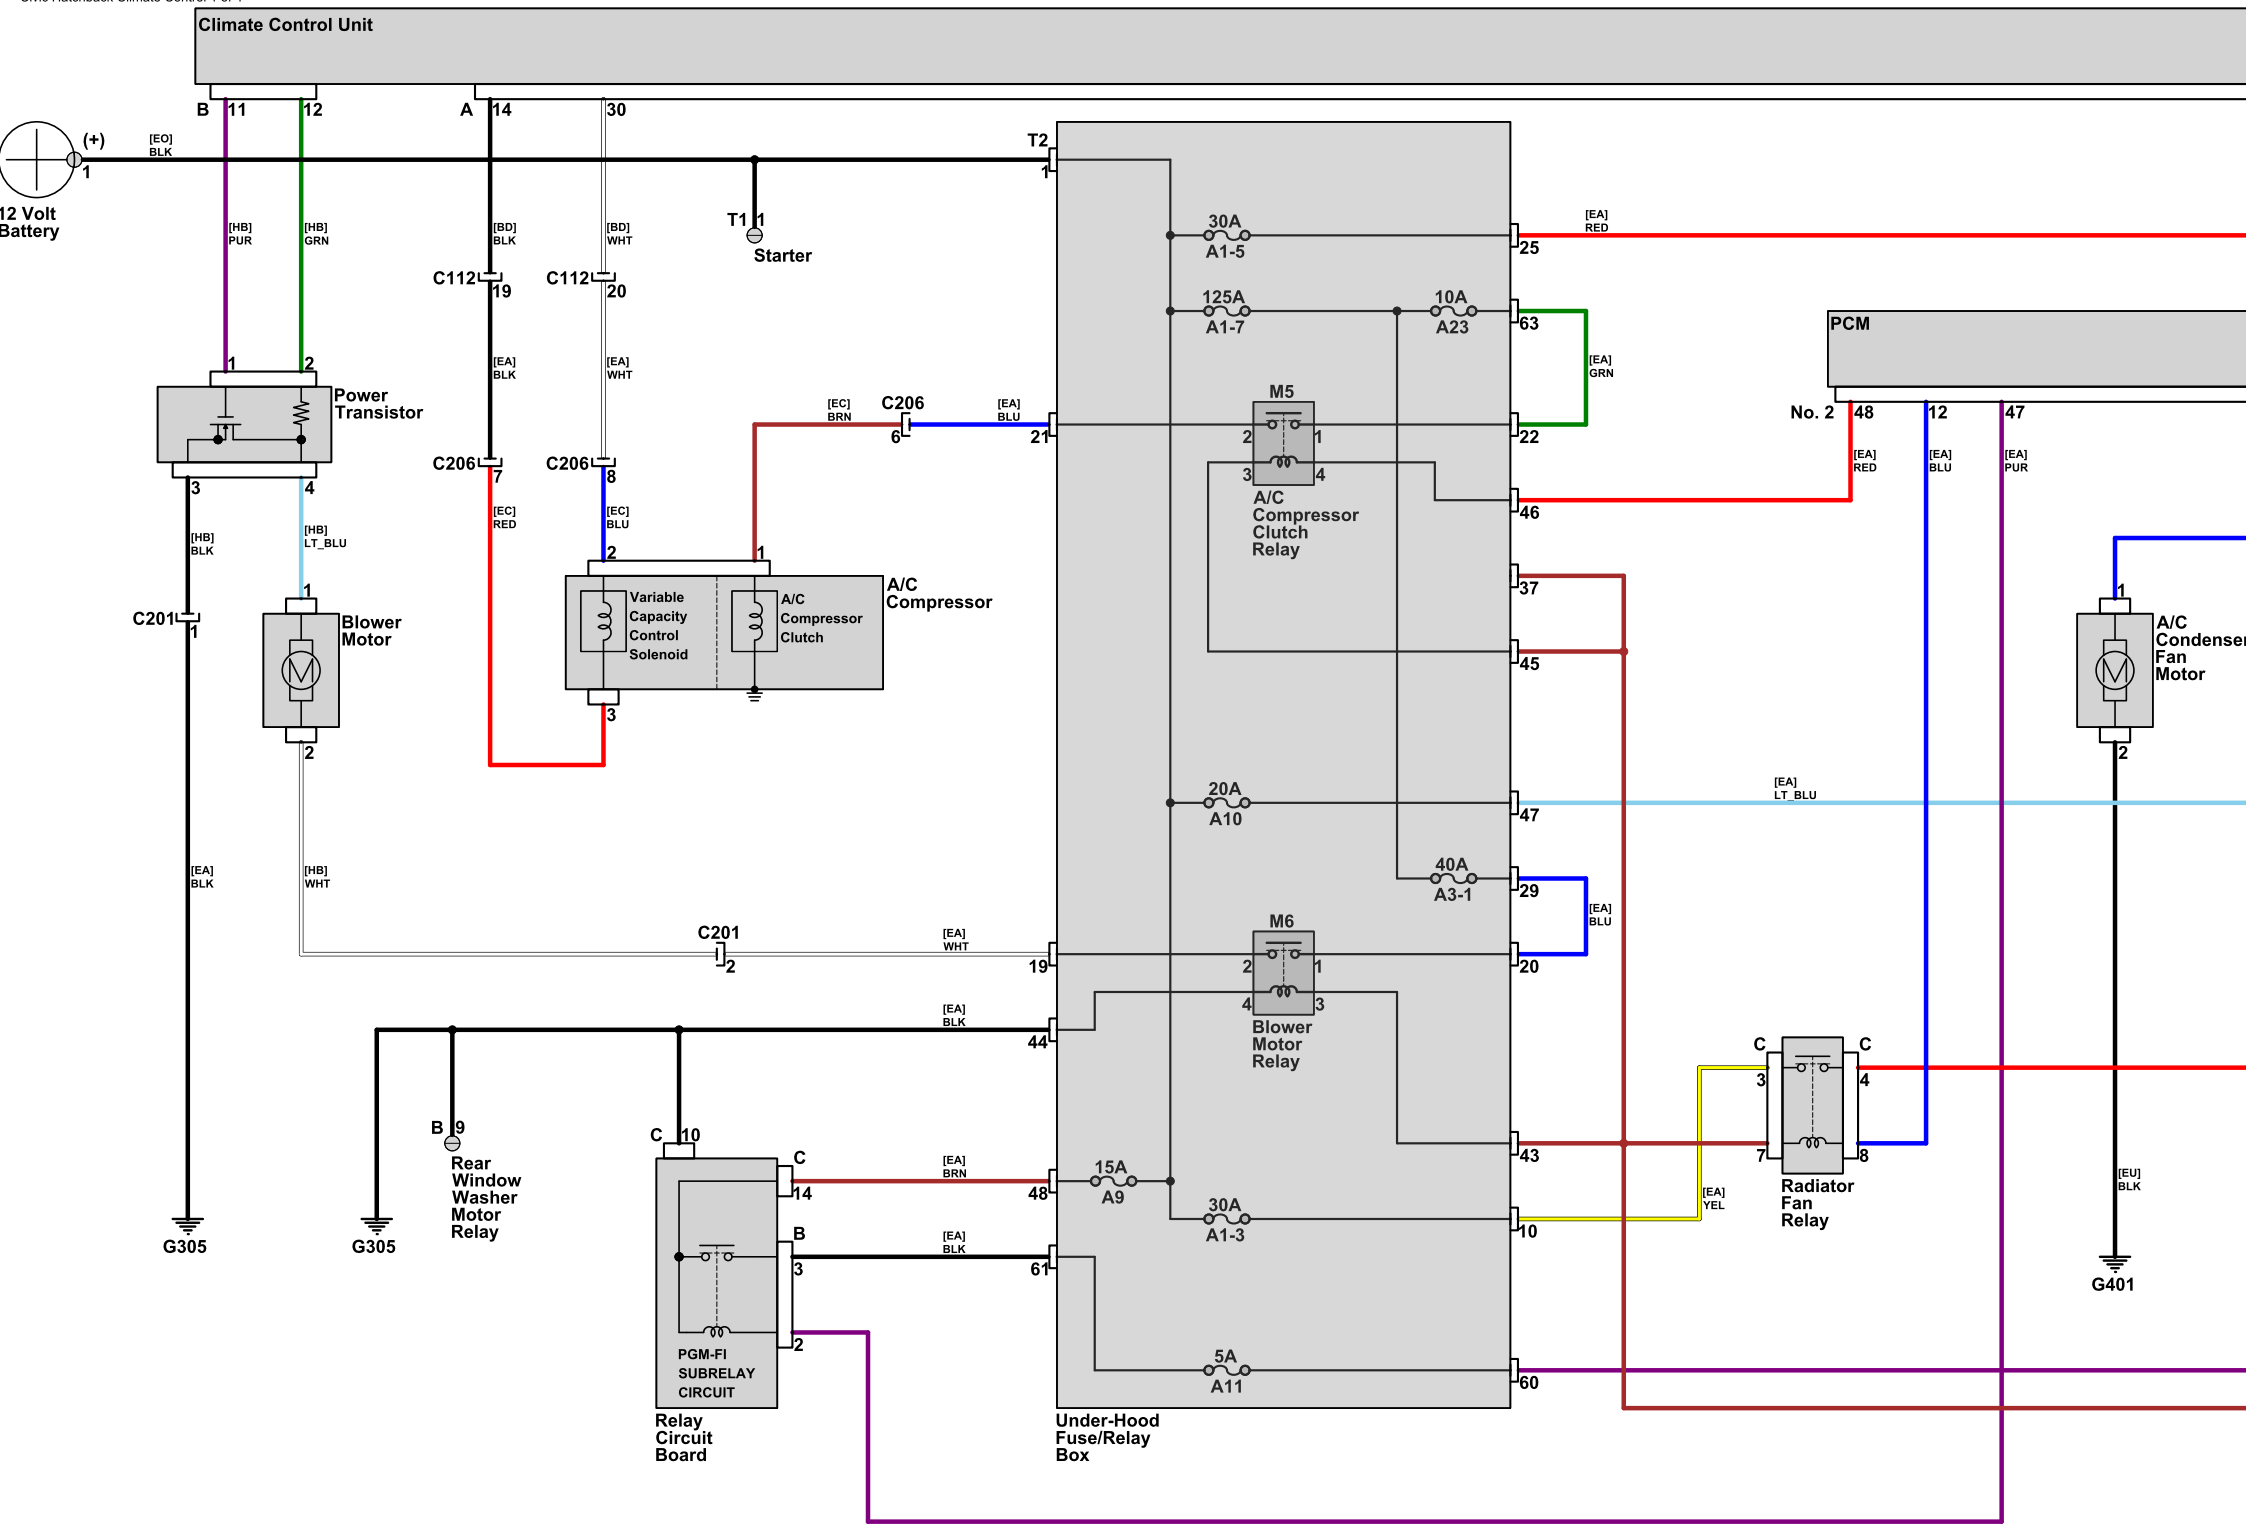 Civic Hatchback Climate Control 1 of 1
Climate Control Unit
B 11 12
A 14 30
(+)
1
12 Volt
Battery
[EO]
BLK
[HB]
PUR
[HB]
GRN
[BD]
BLK
[BD]
WHT
T1 1
Starter
T2
1
C112
19
C112
20
[EA]
BLK
[EA]
WHT
1 2
Power
Transistor
3 4
C206
7
C206
8
[EC]
BRN
C206
6
[EA]
BLU
21
[HB]
BLK
[HB]
LT_BLU
[EC]
RED
[EC]
BLU
2 1
A/C
Compressor
Variable
Capacity
Control
Solenoid
A/C
Compressor
Clutch
3
C201
1
1
Blower
Motor
M
2
[EA]
BLK
[HB]
WHT
C201
2
[EA]
WHT
19
[EA]
BLK
44
B 9
Rear
Window
Washer
Motor
Relay
G305
G305
C 10
C
14
[EA]
BRN
48
B
3
[EA]
BLK
61
2
PGM-FI
SUBRELAY
CIRCUIT
Relay
Circuit
Board
30A
A1-5
25
[EA]
RED
125A
A1-7
10A
A23
63
[EA]
GRN
M5
2 1
3 4
A/C
Compressor
Clutch
Relay
22
46
37
45
20A
A10
47
[EA]
LT_BLU
40A
A3-1
29
[EA]
BLU
M6
2 1
4 3
Blower
Motor
Relay
20
43
15A
A9
30A
A1-3
10
[EA]
YEL
5A
A11
60
Under-Hood
Fuse/Relay
Box
PCM
No. 2 48 12 47
[EA]
RED
[EA]
BLU
[EA]
PUR
1
A/C
Condenser
Fan
Motor
M
2
C C
3 4
7 8
Radiator
Fan
Relay
[EU]
BLK
G401